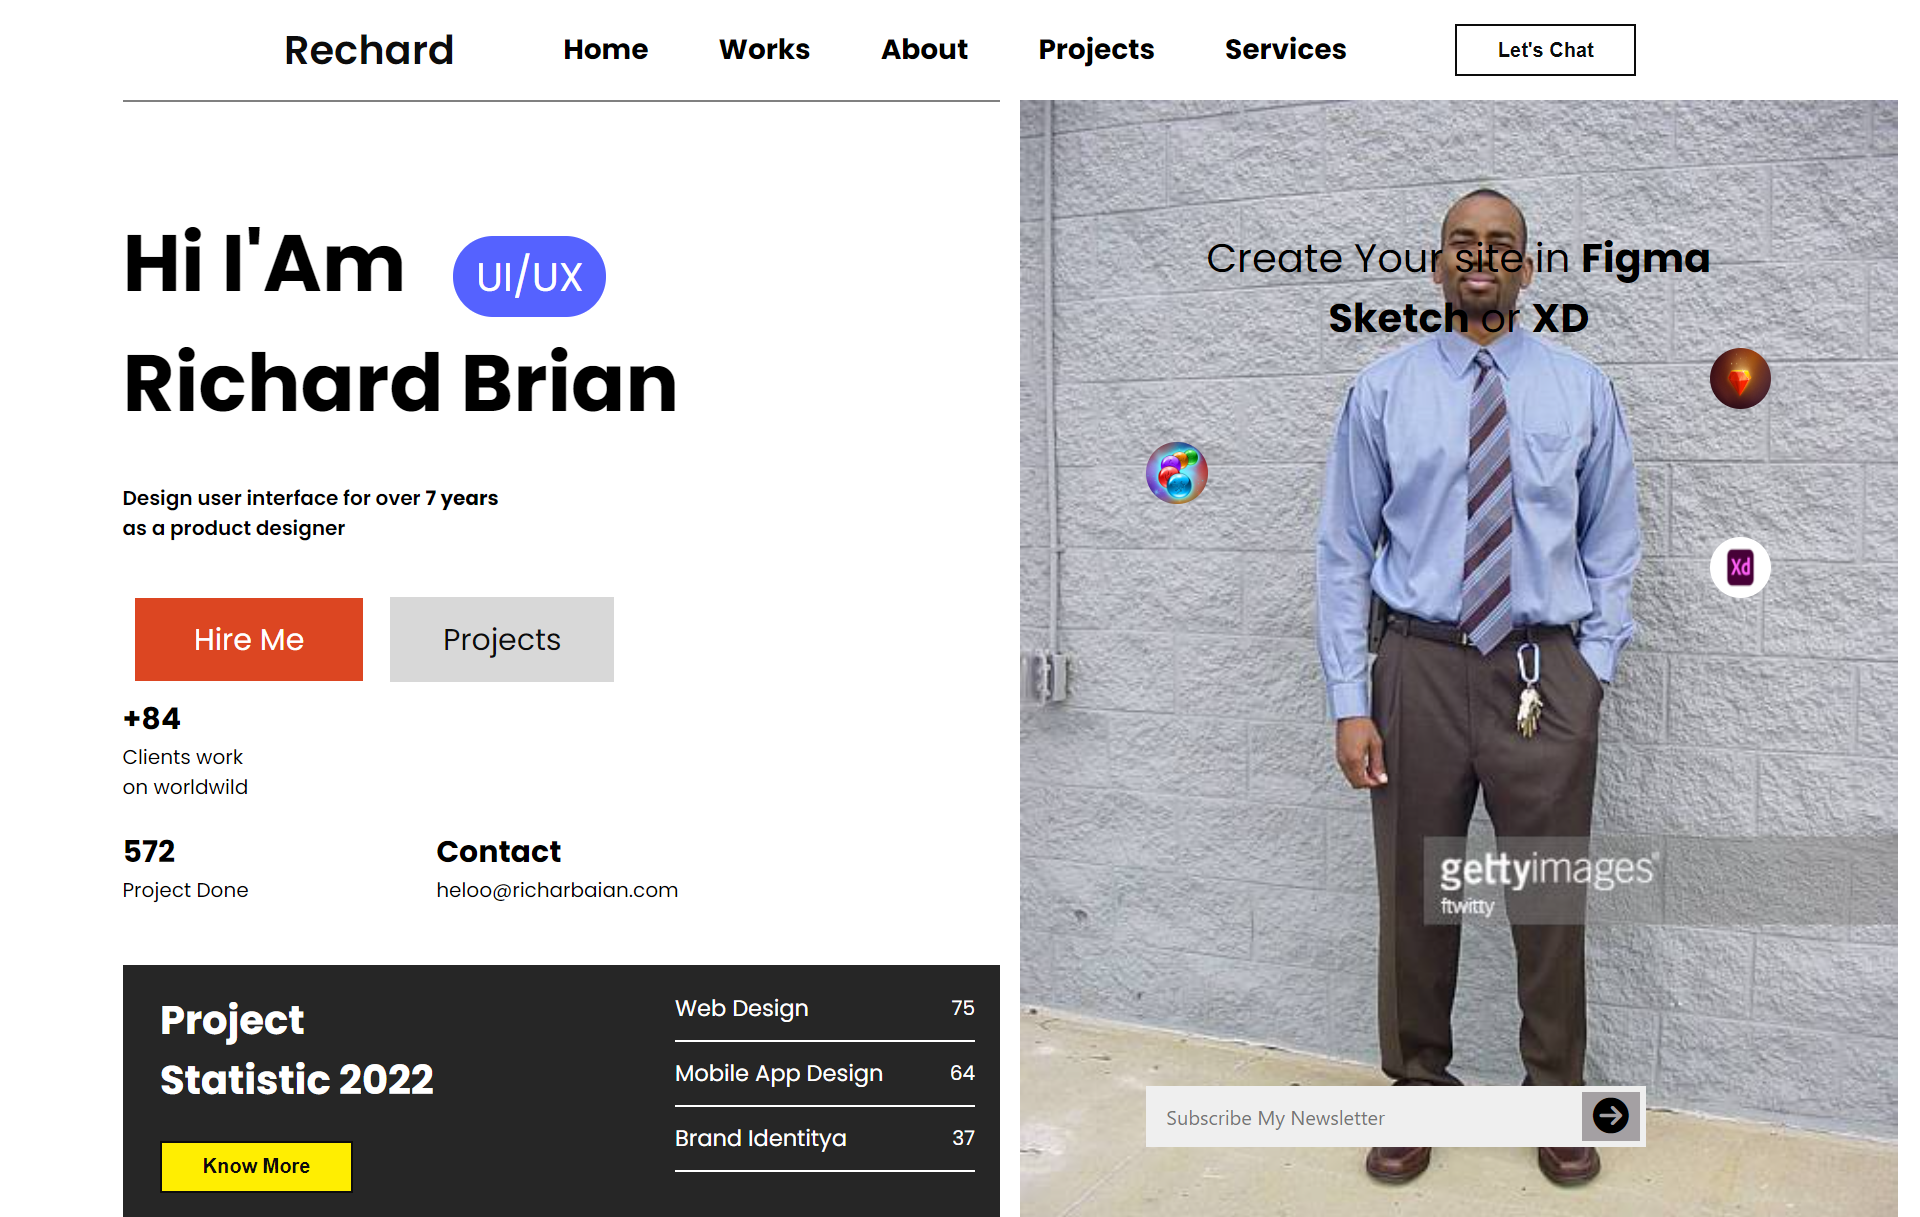 Rechard
Home
Works
About
Projects
Services
Let's Chat
Hi I'Am
UI/UX
Richard Brian
Design user interface for over 7 years
as a product designer
Hire Me
Projects
+84
Clients work
on worldwild
572
Project Done
Contact
heloo@richarbaian.com
Project
Statistic 2022
Know More
Web Design 75
Mobile App Design 64
Brand Identitya 37
Create Your site in Figma
Sketch or XD
Xd
gettyimages®
ftwitty
Subscribe My Newsletter